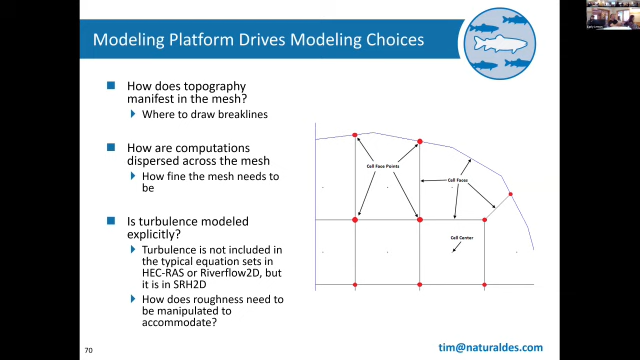 Modeling Platform Drives Modeling Choices
How does topography
manifest in the mesh?
Where to draw breaklines
How are computations
dispersed across the mesh
How fine the mesh needs to
be
Is turbulence modeled
explicitly?
Turbulence is not included in
the typical equation sets in
HEC-RAS or Riverflow2D, but
it is in SRH2D
How does roughness need to
be manipulated to
accommodate?
Cell Face Points
Cell Faces
Cell Center
70
tim@naturaldes.com